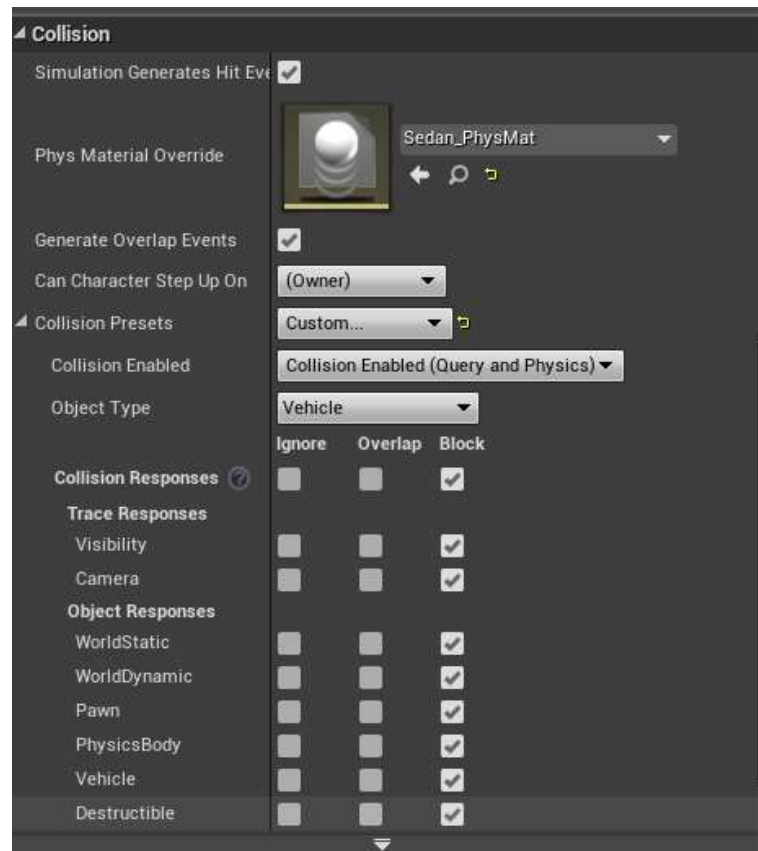 Collision
Simulation Generates Hit Eve
Phys Material Override
Sedan_PhysMat
Generate Overlap Events
Can Character Step Up On (Owner)
Collision Presets Custom...
Collision Enabled Collision Enabled (Query and Physics)
Object Type Vehicle
Ignore Overlap Block
Collision Responses ?
Trace Responses
Visibility
Camera
Object Responses
WorldStatic
WorldDynamic
Pawn
PhysicsBody
Vehicle
Destructible